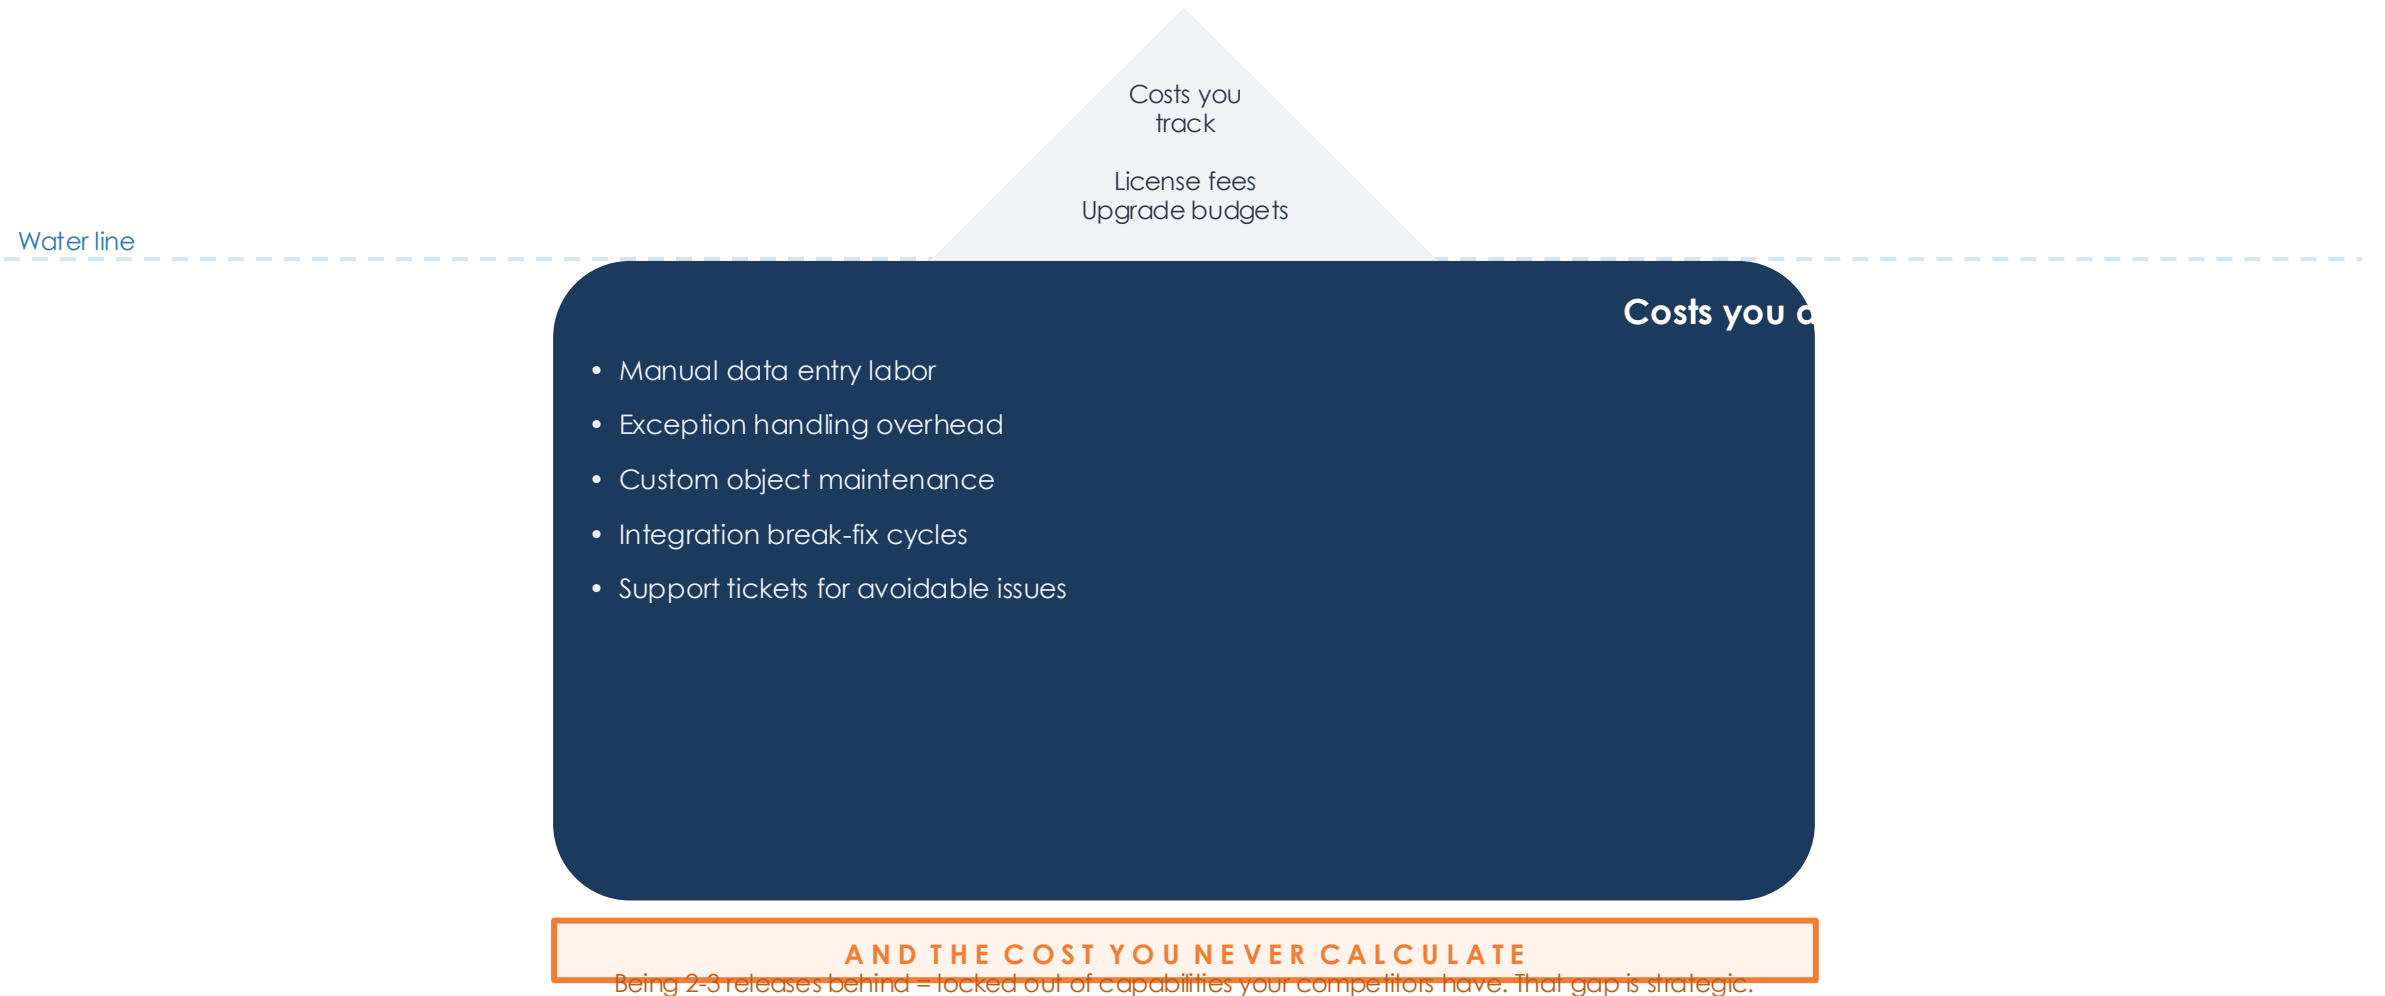 Costs you
track
License fees
Upgrade budgets
Water line
Costs you
• Manual data entry labor
• Exception handling overhead
• Custom object maintenance
• Integration break-fix cycles
• Support tickets for avoidable issues
AND THE COST YOU NEVER CALCULATE
Being 2-3 releases behind = locked out of capabilities your competitors have. That gap is strategic.